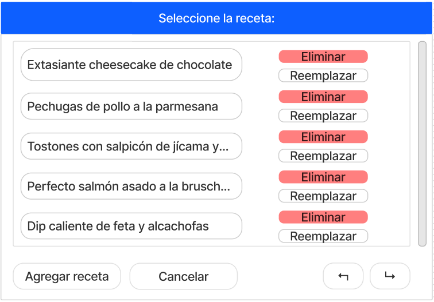 Seleccione la receta:
Extasiante cheesecake de chocolate
Eliminar
Reemplazar
Pechugas de pollo a la parmesana
Eliminar
Reemplazar
Tostones con salpicón de jícama y...
Eliminar
Reemplazar
Perfecto salmón asado a la brusch...
Eliminar
Reemplazar
Dip caliente de feta y alcachofas
Eliminar
Reemplazar
Agregar receta
Cancelar